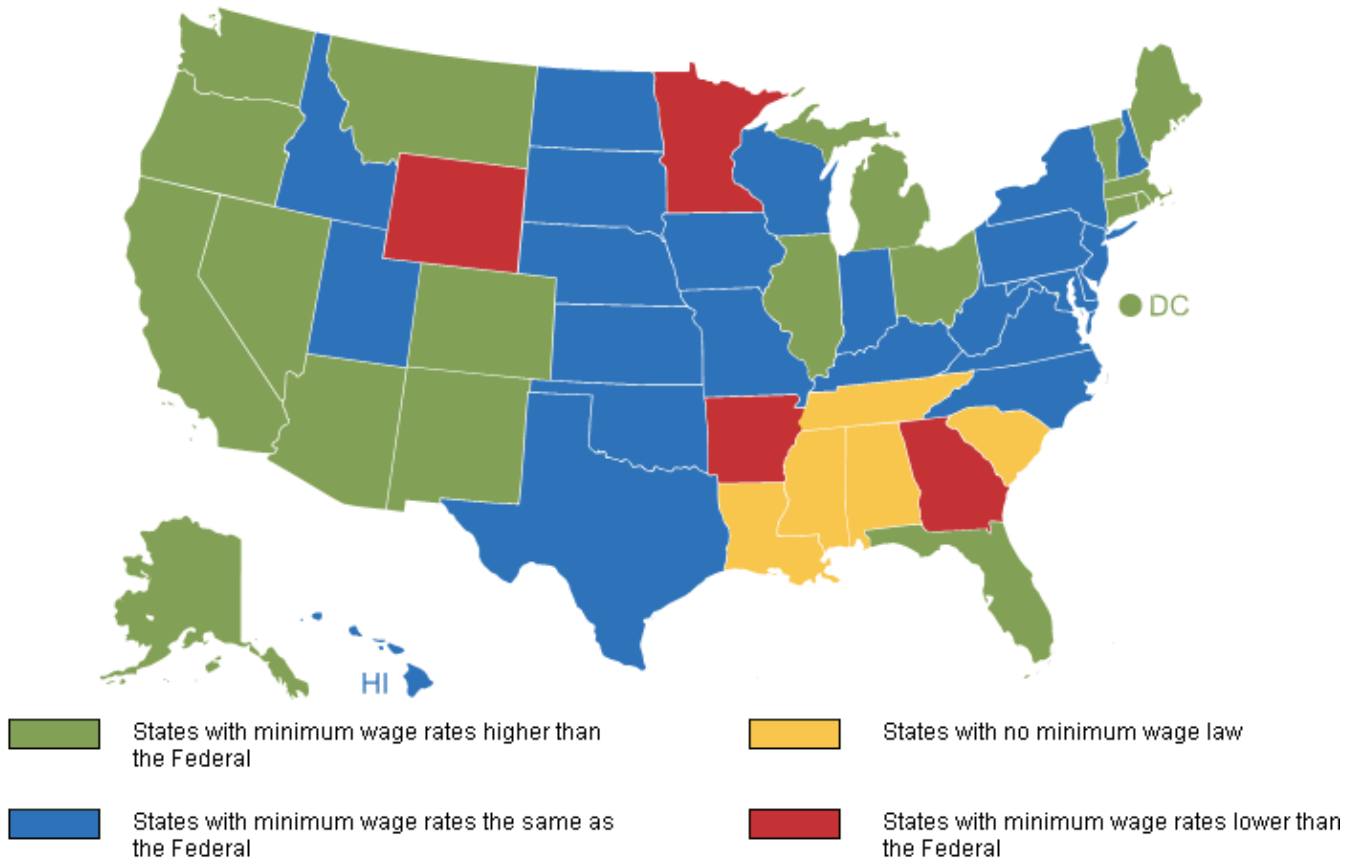 DC
HI
States with minimum wage rates higher than
the Federal
States with no minimum wage law
States with minimum wage rates the same as
the Federal
States with minimum wage rates lower than
the Federal